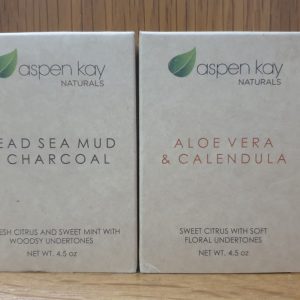 aspen kay
NATURALS
EAD SEA MUD
CHARCOAL
ESH CITRUS AND SWEET MINT WITH
WOODSY UNDERTONES
NET WT. 4.5 oz
aspen kay
NATURALS
ALOE VERA
& CALENDULA
SWEET CITRUS WITH SOFT
FLORAL UNDERTONES
NET WT. 4.5 oz